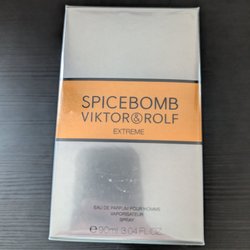 SPICEBOMB
VIKTOR&ROLF
EXTREME
EAU DE PARFUM POUR HOMME
VAPORISATEUR
SPRAY
℮ 90ml 3.04 FL.OZ.